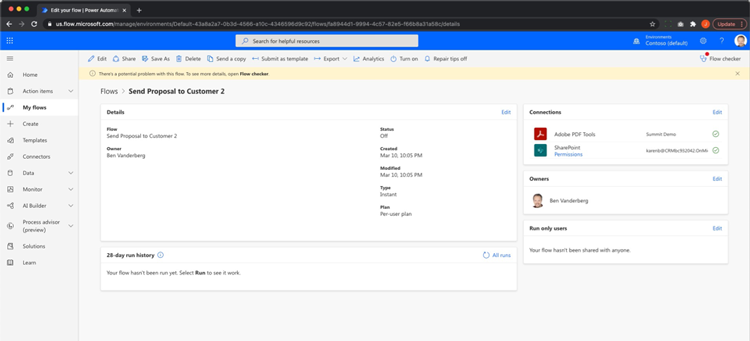 Edit your flow | Power Automat
us.flow.microsoft.com/manage/environments/Default-43a8a2a7-0b3d-4566-a10c-4346596d9c92/flows/fa8944d1-9994-4c57-82e5-f66b6a31a58c/details
Update
Search for helpful resources
Environments
Contoso (default)
Edit
Share
Save As
Delete
Send a copy
Submit as template
Export
Analytics
Turn on
Repair tips off
Flow checker
There's a potential problem with this flow. To see more details, open Flow checker
Home
Action items
My flows
Create
Templates
Connectors
Data
Monitor
AI Builder
Process advisor
(preview)
Solutions
Learn
Flows > Send Proposal to Customer 2
Details
Edit
Flow
Send Proposal to Customer 2
Owner
Ben Vanderberg
Status
Off
Created
Mar 10, 10:05 PM
Modified
Mar 10, 10:05 PM
Type
Instant
Plan
Per-user plan
28-day run history
All runs
Your flow hasn't been run yet. Select Run to see it work.
Connections
Edit
Adobe PDF Tools
Summit Demo
SharePoint
Permissions
Owners
Edit
Ben Vanderberg
Run only users
Edit
Your flow hasn't been shared with anyone.